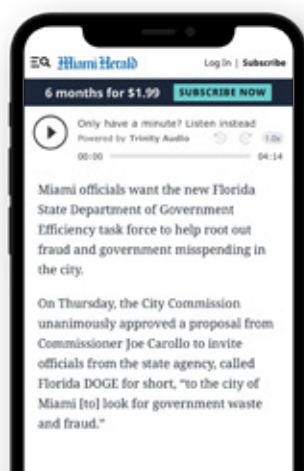 Miami Herald
Log In | Subscribe
6 months for $1.99 SUBSCRIBE NOW
Only have a minute? Listen instead
Powered by Trinity Audio
1.0x
00:00 04:14
Miami officials want the new Florida
State Department of Government
Efficiency task force to help root out
fraud and government misspending in
the city.
On Thursday, the City Commission
unanimously approved a proposal from
Commissioner Joe Carollo to invite
officials from the state agency, called
Florida DOGE for short, “to the city of
Miami [to] look for government waste
and fraud.”